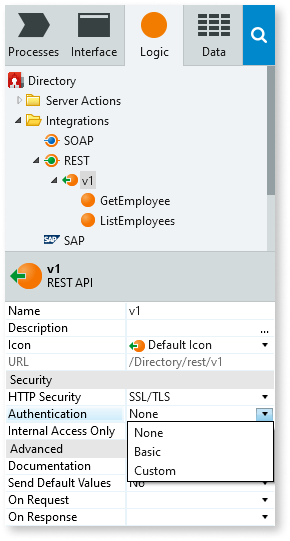 Processes Interface Logic Data
Directory
Server Actions
Integrations
SOAP
REST
v1
GetEmployee
ListEmployees
SAP SAP
v1
REST API
Name v1
Description ...
Icon Default Icon
URL /Directory/rest/v1
Security
HTTP Security SSL/TLS
Authentication None
Internal Access Only None
Basic
Advanced
Documentation Custom
Send Default Values No
On Request
On Response